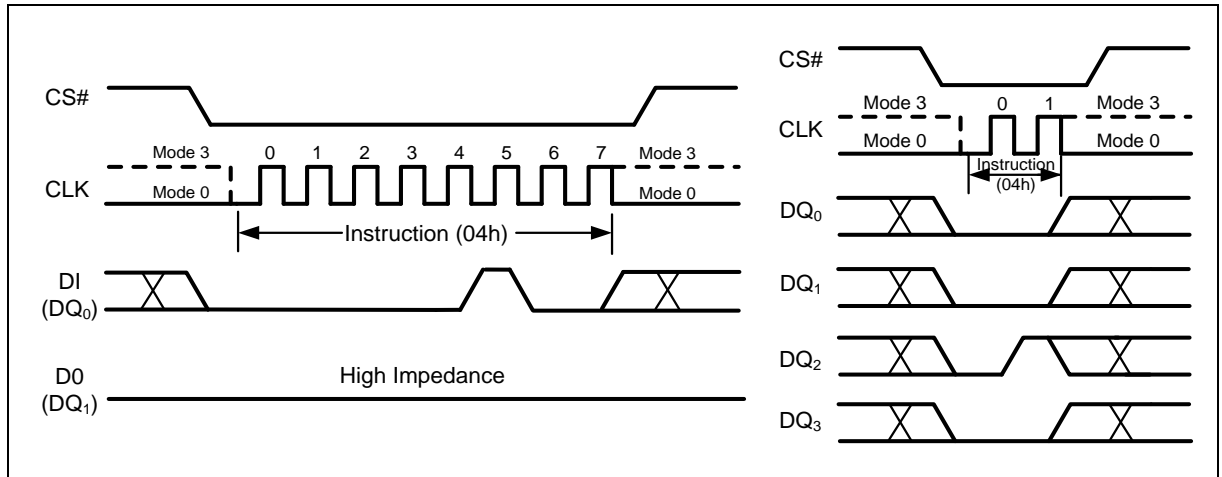 CS#
Mode 3 0 1 2 3 4 5 6 7 Mode 3
CLK
Mode 0 Mode 0
Instruction (04h)
DI
(DQ₀)
D0
(DQ₁)
High Impedance
CS#
Mode 3 0 1 Mode 3
CLK
Mode 0 Mode 0
Instruction
(04h)
DQ₀
DQ₁
DQ₂
DQ₃